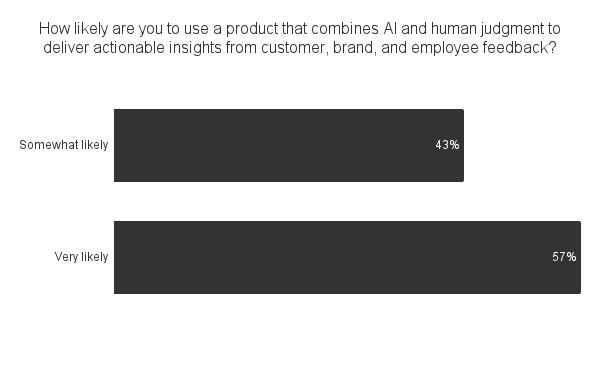 How likely are you to use a product that combines AI and human judgment to
deliver actionable insights from customer, brand, and employee feedback?
Somewhat likely 43%
Very likely 57%